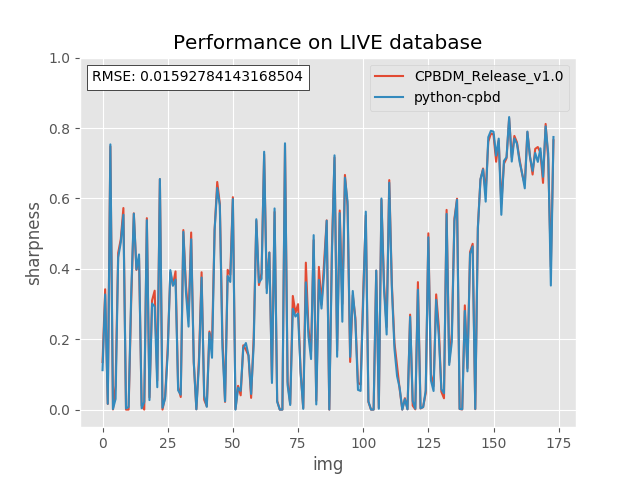 Performance on LIVE database
RMSE: 0.01592784143168504
CPBDM_Release_v1.0
python-cpbd
1.0
0.8
0.6
0.4
0.2
0.0
sharpness
0 25 50 75 100 125 150 175
img